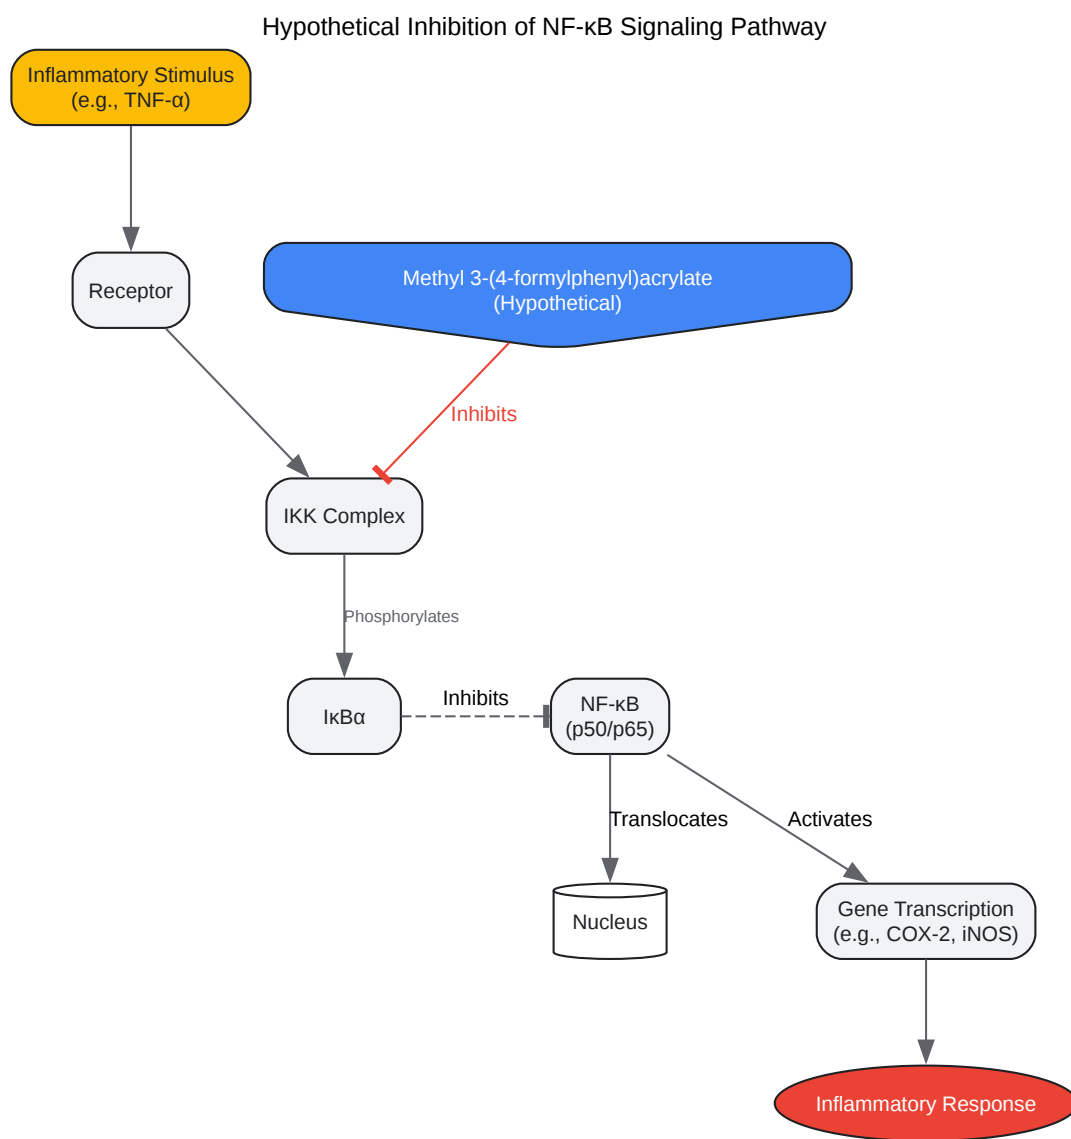 Hypothetical Inhibition of NF-κB Signaling Pathway
Inflammatory Stimulus
(e.g., TNF-α)
Receptor
Methyl 3-(4-formylphenyl)acrylate
(Hypothetical)
Inhibits
IKK Complex
Phosphorylates
IκBα
Inhibits
NF-κB
(p50/p65)
Translocates
Activates
Nucleus
Gene Transcription
(e.g., COX-2, iNOS)
Inflammatory Response